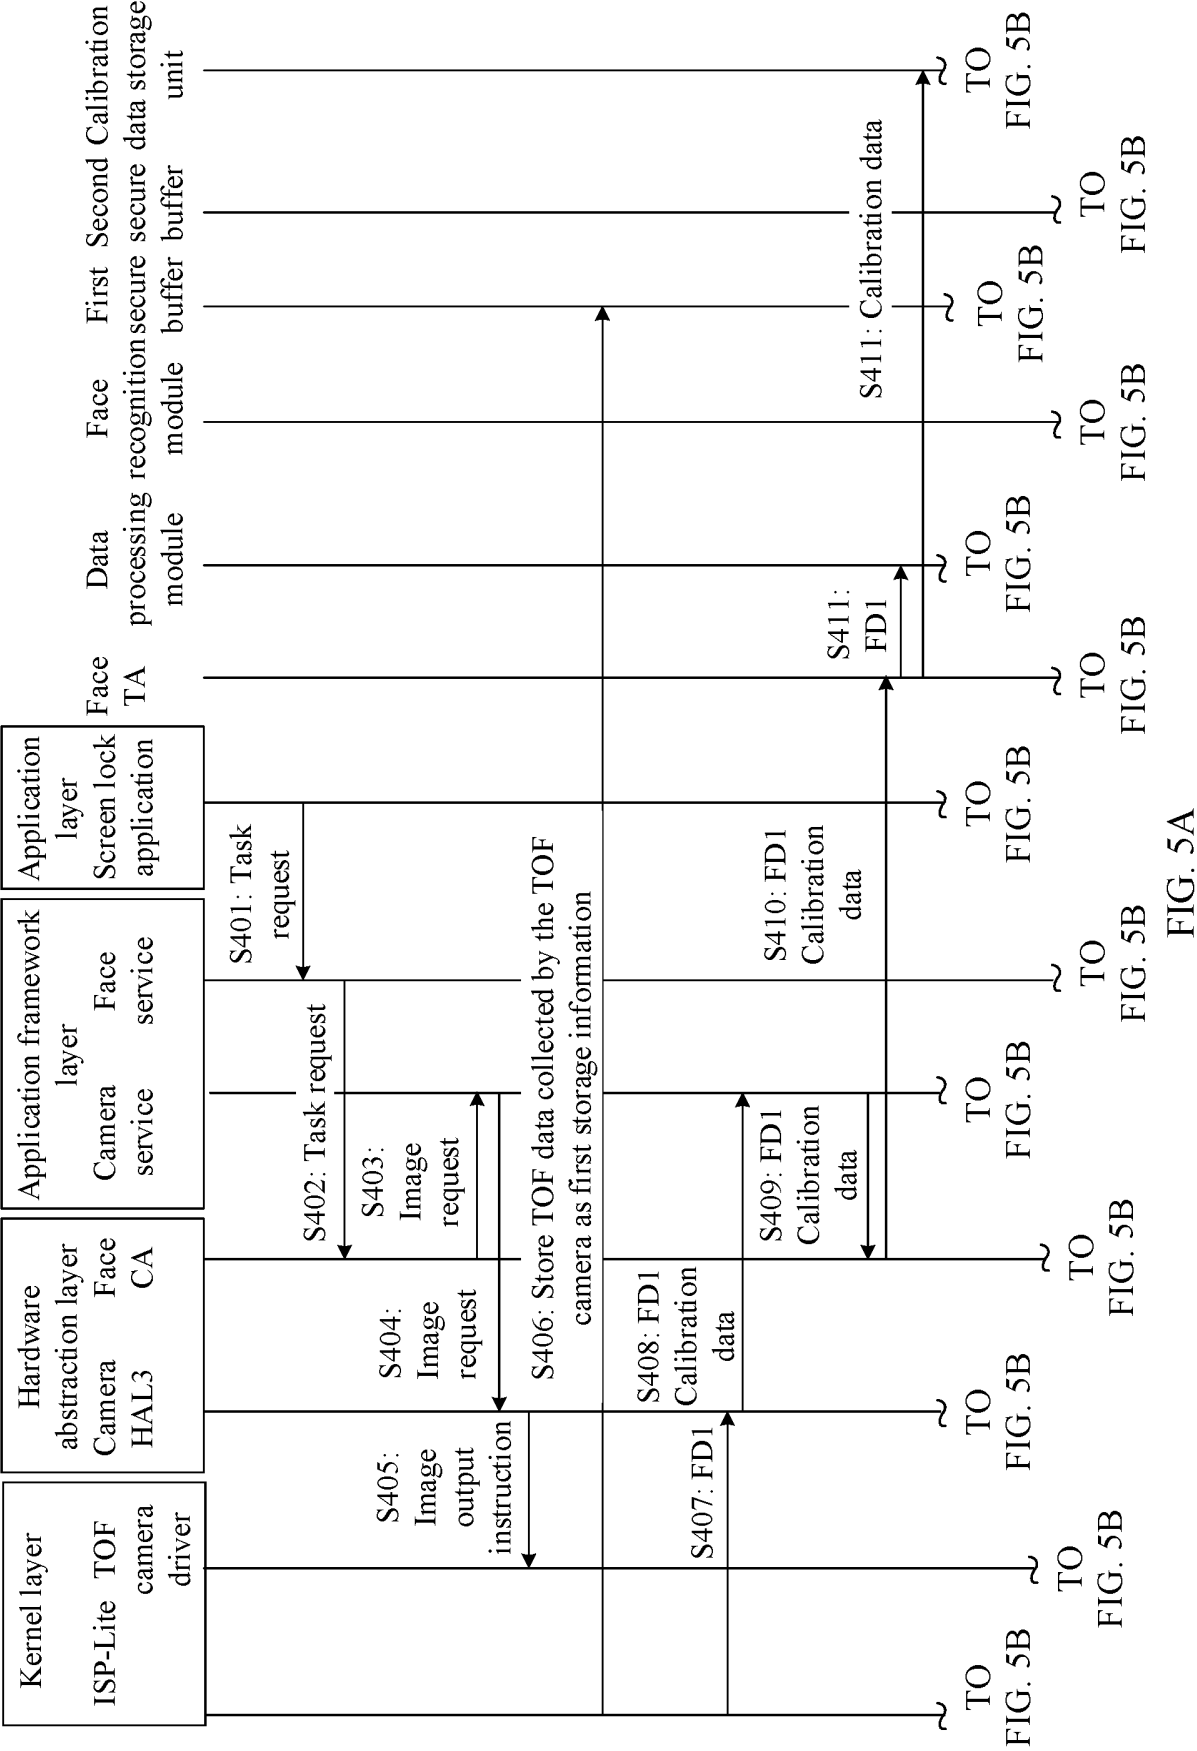 Kernel layer
ISP-Lite
TOF
camera
driver
Hardware
abstraction layer
Camera
HAL3
Face
CA
Application framework
layer
Camera
service
Face
service
Application
layer
Screen lock
application
Face
TA
Data
processing
module
Face
recognition
module
First
secure
buffer
Second
secure
buffer
Calibration
data storage
unit
S401: Task
request
S402: Task request
S403:
Image
request
S404:
Image
request
S405:
Image
output
instruction
S406: Store TOF data collected by the TOF
camera as first storage information
S407: FD1
S408: FD1
Calibration
data
S409: FD1
Calibration
data
S410: FD1
Calibration
data
S411:
FD1
S411: Calibration data
TO
FIG. 5B
TO
FIG. 5B
TO
FIG. 5B
TO
FIG. 5B
TO
FIG. 5B
TO
FIG. 5B
TO
FIG. 5B
TO
FIG. 5B
TO
FIG. 5B
TO
FIG. 5B
TO
FIG. 5B
TO
FIG. 5B
TO
FIG. 5B
FIG. 5A